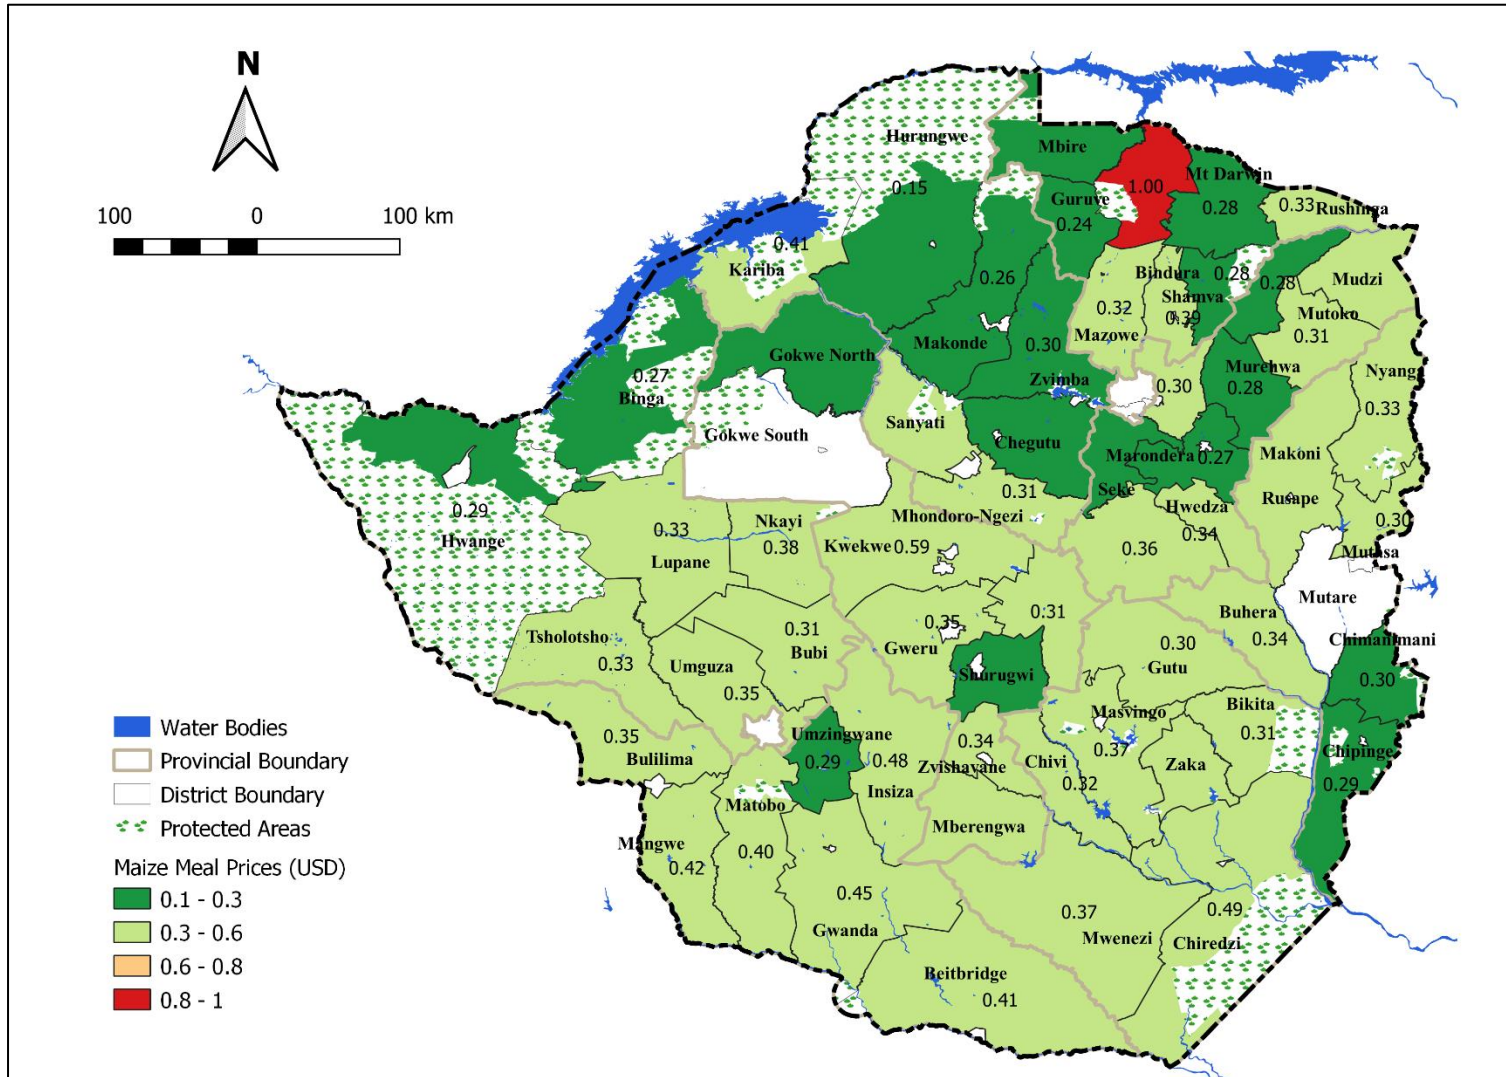 N
100 0 100 km
Hurungwe
0.15
Mbire
1.00
Mt Darwin
0.28
Guruve
0.24
0.33
Rushinga
0.41
Kariba
0.26
Bindura
0.28
0.28
Mudzi
Shamva
0.39
0.32
Mazowe
Mutoko
0.31
Gokwe North
Makonde
0.30
Zvimba
Murehwa
0.28
0.30
Nyanga
0.33
0.27
Binga
Gokwe South
Sanyati
Chegutu
Marondera
0.27
Makoni
Seke
0.31
Hwedza
Rusape
0.29
Hwange
0.33
Lupane
Nkayi
0.38
Mhondoro-Ngezi
Kwekwe 0.59
0.34
0.36
0.30
Mutasa
Mutare
Tsholotsho
0.33
0.31
Bubi
0.35
Gweru
0.31
Buhera
0.34
Chimanimani
0.30
Gutu
0.30
Umguza
0.35
Shurugwi
Masvingo
0.37
Bikita
0.31
0.35
Bulilima
Umzingwane
0.29
0.48
Insiza
0.34
Zvishavane
Chivi
0.32
Zaka
Chipinge
0.29
Matobo
0.40
Mberengwa
Mangwe
0.42
0.45
Gwanda
0.37
Mwenezi
0.49
Chiredzi
Beitbridge
0.41
Water Bodies
Provincial Boundary
District Boundary
Protected Areas
Maize Meal Prices (USD)
0.1 - 0.3
0.3 - 0.6
0.6 - 0.8
0.8 - 1